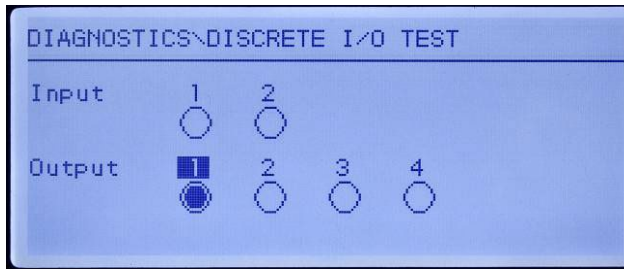 DIAGNOSTICS\DISCRETE I/O TEST
Input 1 2
Output 1 2 3 4